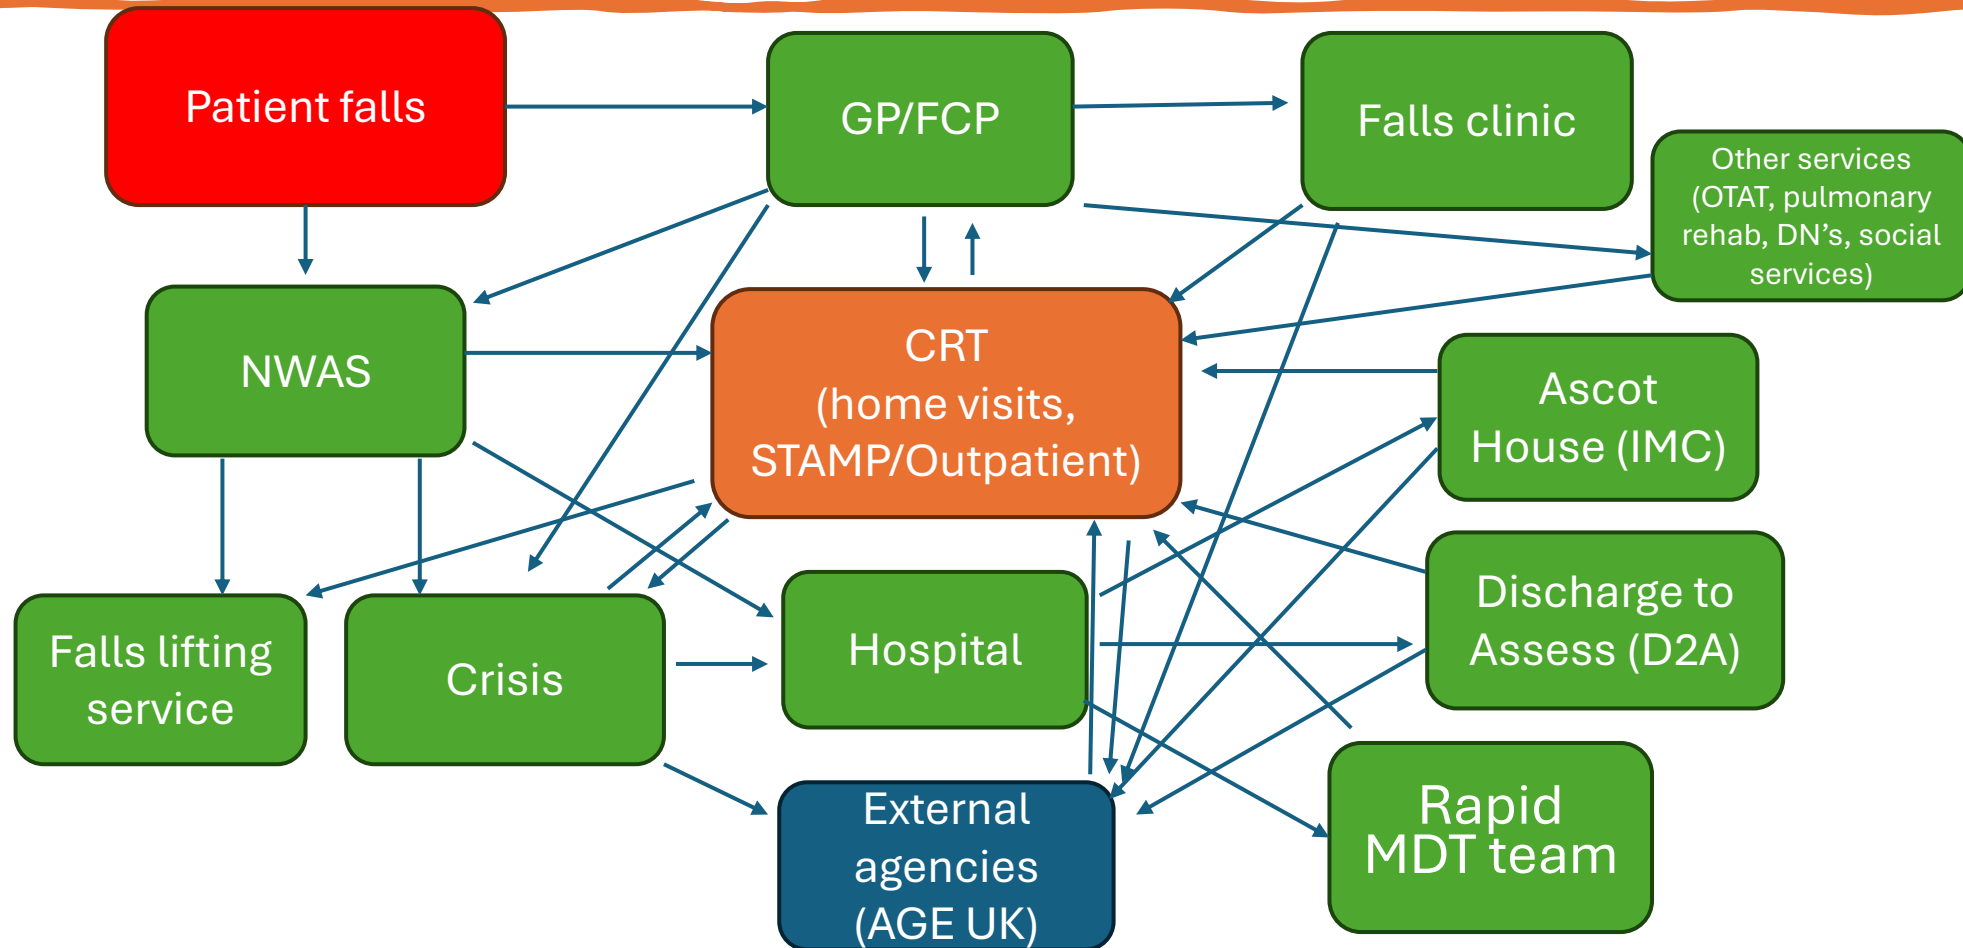 Patient falls
GP/FCP
Falls clinic
Other services
(OTAT, pulmonary
rehab, DN’s, social
services)
NWAS
CRT
(home visits,
STAMP/Outpatient)
Ascot
House (IMC)
Falls lifting
service
Crisis
Hospital
Discharge to
Assess (D2A)
External
agencies
(AGE UK)
Rapid
MDT team